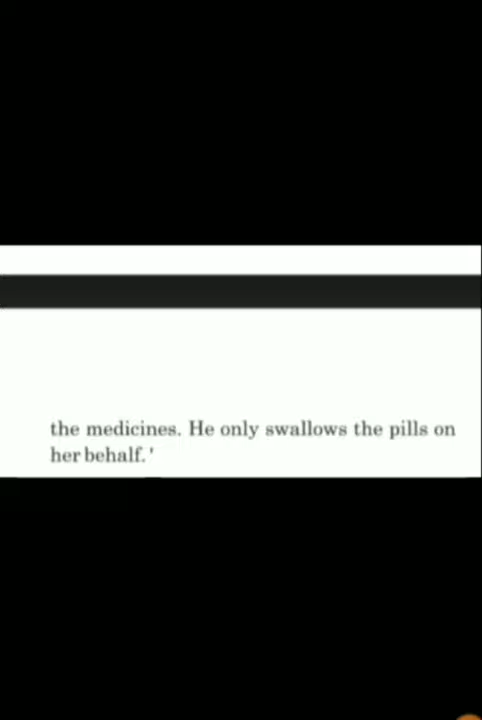 the medicines. He only swallows the pills on
her behalf.'